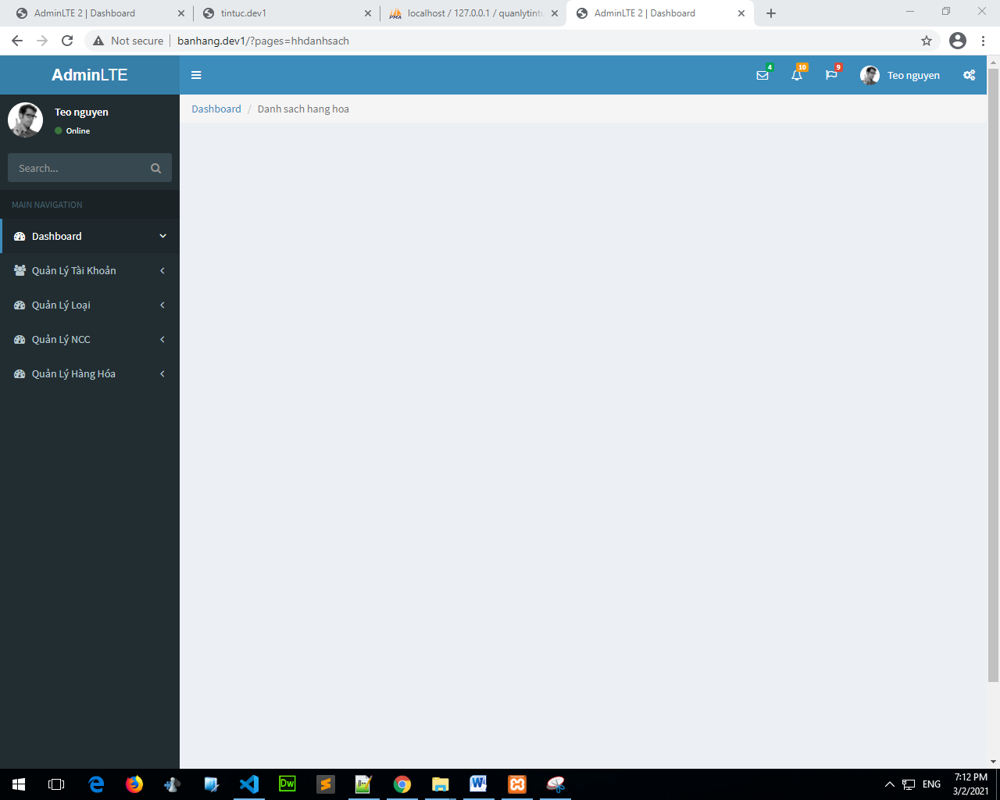 AdminLTE 2 | Dashboard
tintuc.dev1
localhost / 127.0.0.1 / quanlytintu
AdminLTE 2 | Dashboard
Not secure
banhang.dev1/?pages=hhdanhsach
AdminLTE
4
10
9
Teo nguyen
Teo nguyen
Online
Dashboard / Danh sach hang hoa
Search...
MAIN NAVIGATION
Dashboard
Quản Lý Tài Khoản
Quản Lý Loại
Quản Lý NCC
Quản Lý Hàng Hóa
Dw
ENG
7:12 PM
3/2/2021